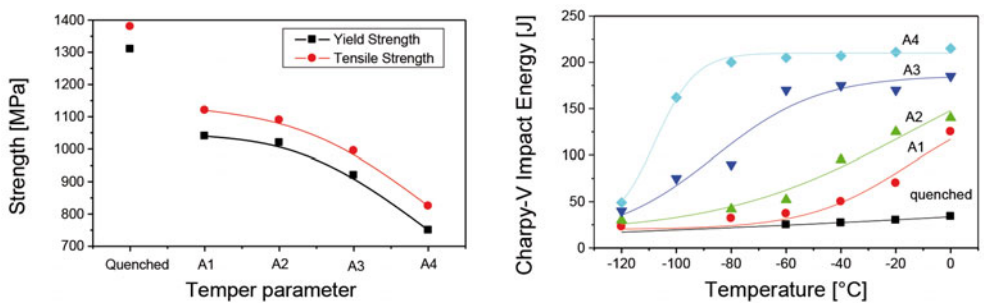 1400
1300
1200
1100
1000
900
800
700
Strength [MPa]
Yield Strength
Tensile Strength
Quenched A1 A2 A3 A4
Temper parameter
250
200
150
100
50
0
Charpy-V Impact Energy [J]
A4
A3
A2
A1
quenched
-120 -100 -80 -60 -40 -20 0
Temperature [°C]